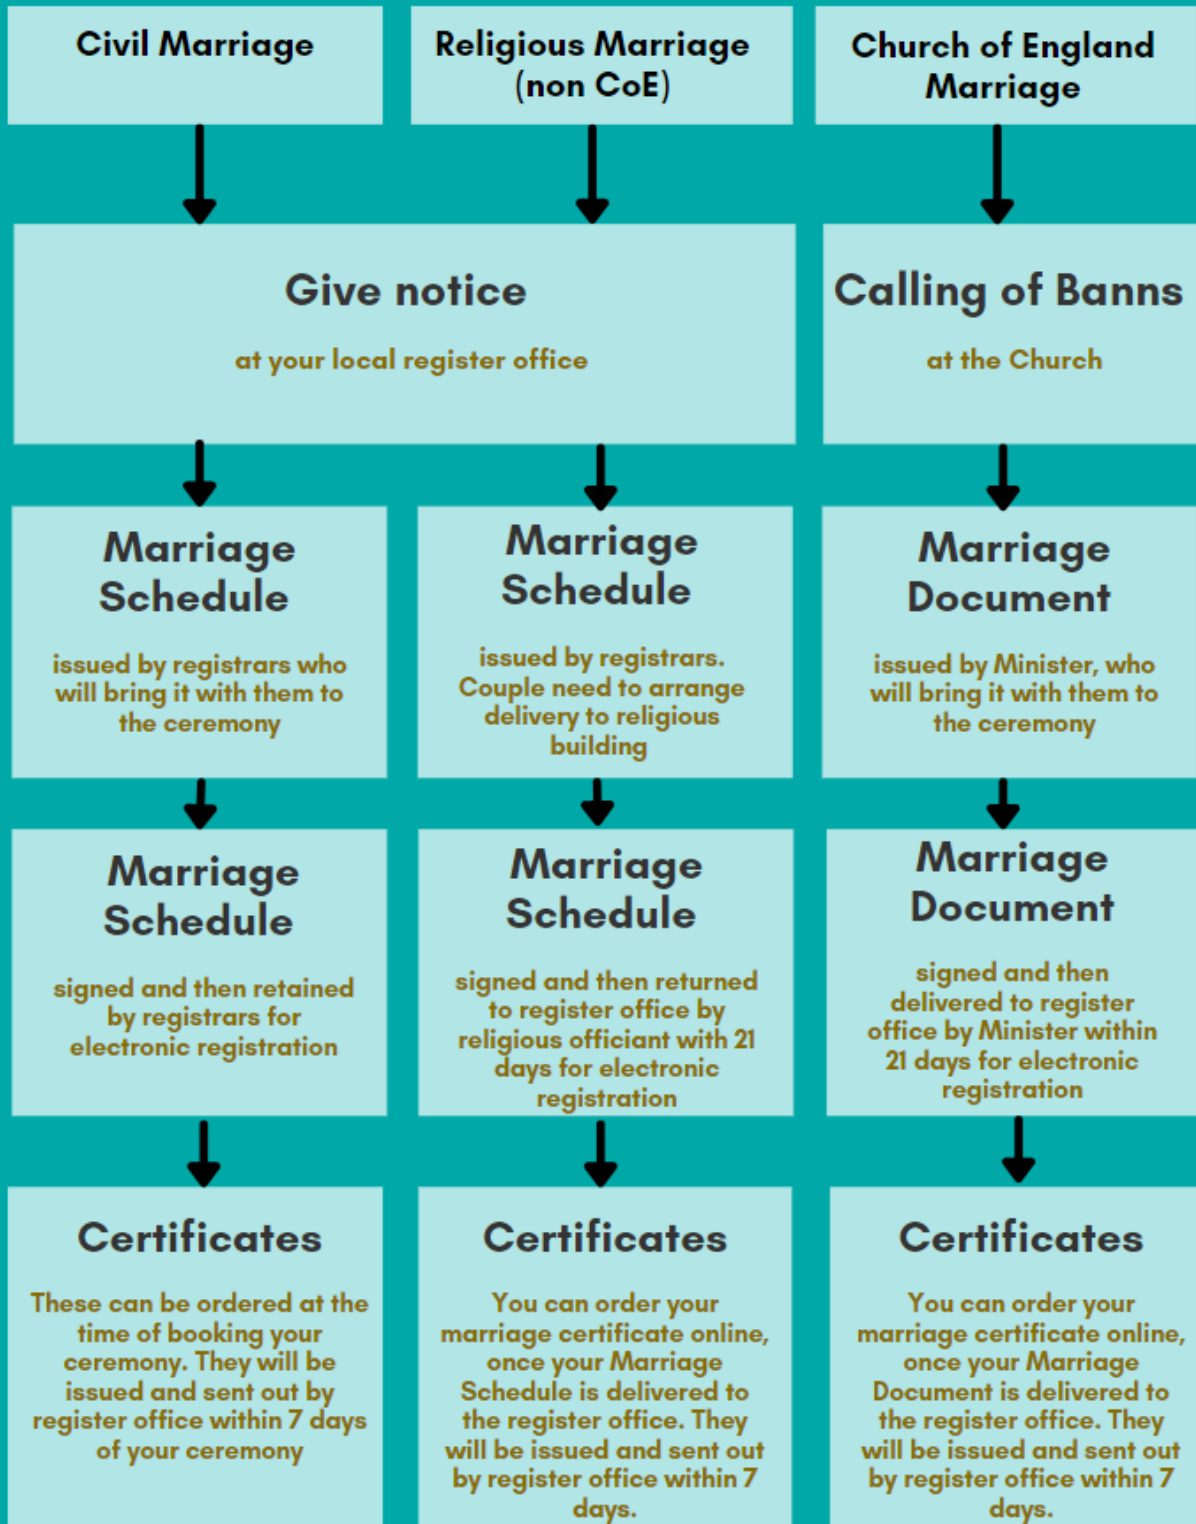 Civil Marriage
Religious Marriage
(non CoE)
Church of England
Marriage
Give notice
at your local register office
Calling of Banns
at the Church
Marriage
Schedule
issued by registrars who
will bring it with them to
the ceremony
Marriage
Schedule
issued by registrars.
Couple need to arrange
delivery to religious
building
Marriage
Document
issued by Minister, who
will bring it with them to
the ceremony
Marriage
Schedule
signed and then retained
by registrars for
electronic registration
Marriage
Schedule
signed and then returned
to register office by
religious officiant with 21
days for electronic
registration
Marriage
Document
signed and then
delivered to register
office by Minister within
21 days for electronic
registration
Certificates
These can be ordered at the
time of booking your
ceremony. They will be
issued and sent out by
register office within 7 days
of your ceremony
Certificates
You can order your
marriage certificate online,
once your Marriage
Schedule is delivered to
the register office. They
will be issued and sent out
by register office within 7
days.
Certificates
You can order your
marriage certificate online,
once your Marriage
Document is delivered to
the register office. They
will be issued and sent out
by register office within 7
days.